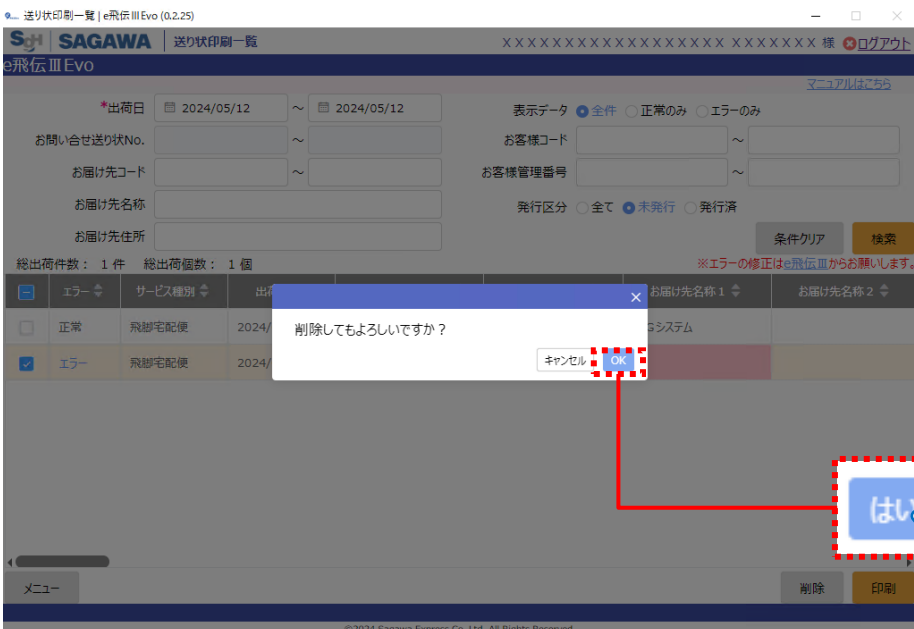 送り状印刷一覧 | e飛伝ⅢEvo (0.2.25)
SGH SAGAWA 送り状印刷一覧 XXXXXXXXXXXXXXXXXX XXXXXXX 様 ログアウト
e飛伝ⅢEvo
マニュアルはこちら
*出荷日 2024/05/12 ～ 2024/05/12 表示データ 全件 正常のみ エラーのみ
お問い合せ送り状No. ～ お客様コード ～
お届け先コード ～ お客様管理番号 ～
お届け先名称 発行区分 全て 未発行 発行済
お届け先住所 条件クリア 検索
総出荷件数： 1 件 総出荷個数： 1 個 ※エラーの修正はe飛伝Ⅲからお願いします。
エラー サービス種別 お届け先名称１ お届け先名称２
削除してもよろしいですか？
正常 飛脚宅配便 2024/ システム
エラー 飛脚宅配便 2024/
キャンセル OK
はい
メニュー 削除 印刷
©2024 Sagawa Express Co.,Ltd. All Rights Reserved.